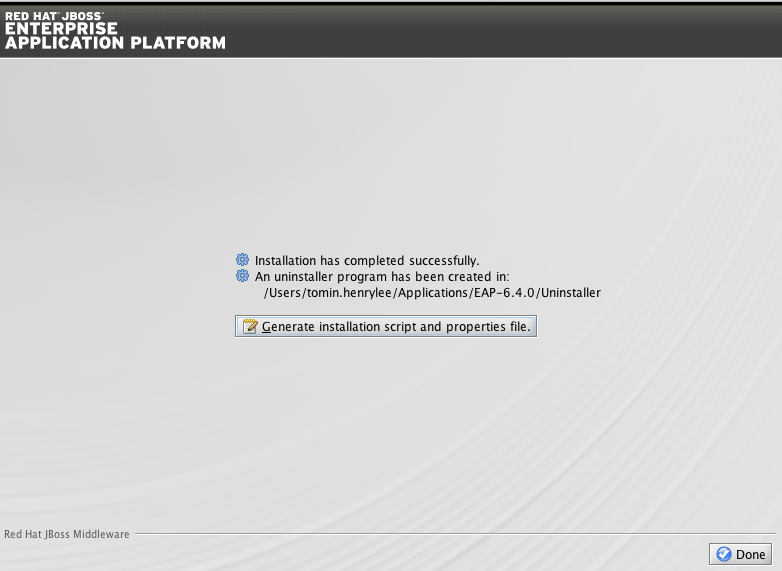 RED HAT JBOSS
ENTERPRISE
APPLICATION PLATFORM
Installation has completed successfully.
An uninstaller program has been created in:
/Users/tomin.henrylee/Applications/EAP-6.4.0/Uninstaller
Generate installation script and properties file.
Red Hat JBoss Middleware
Done